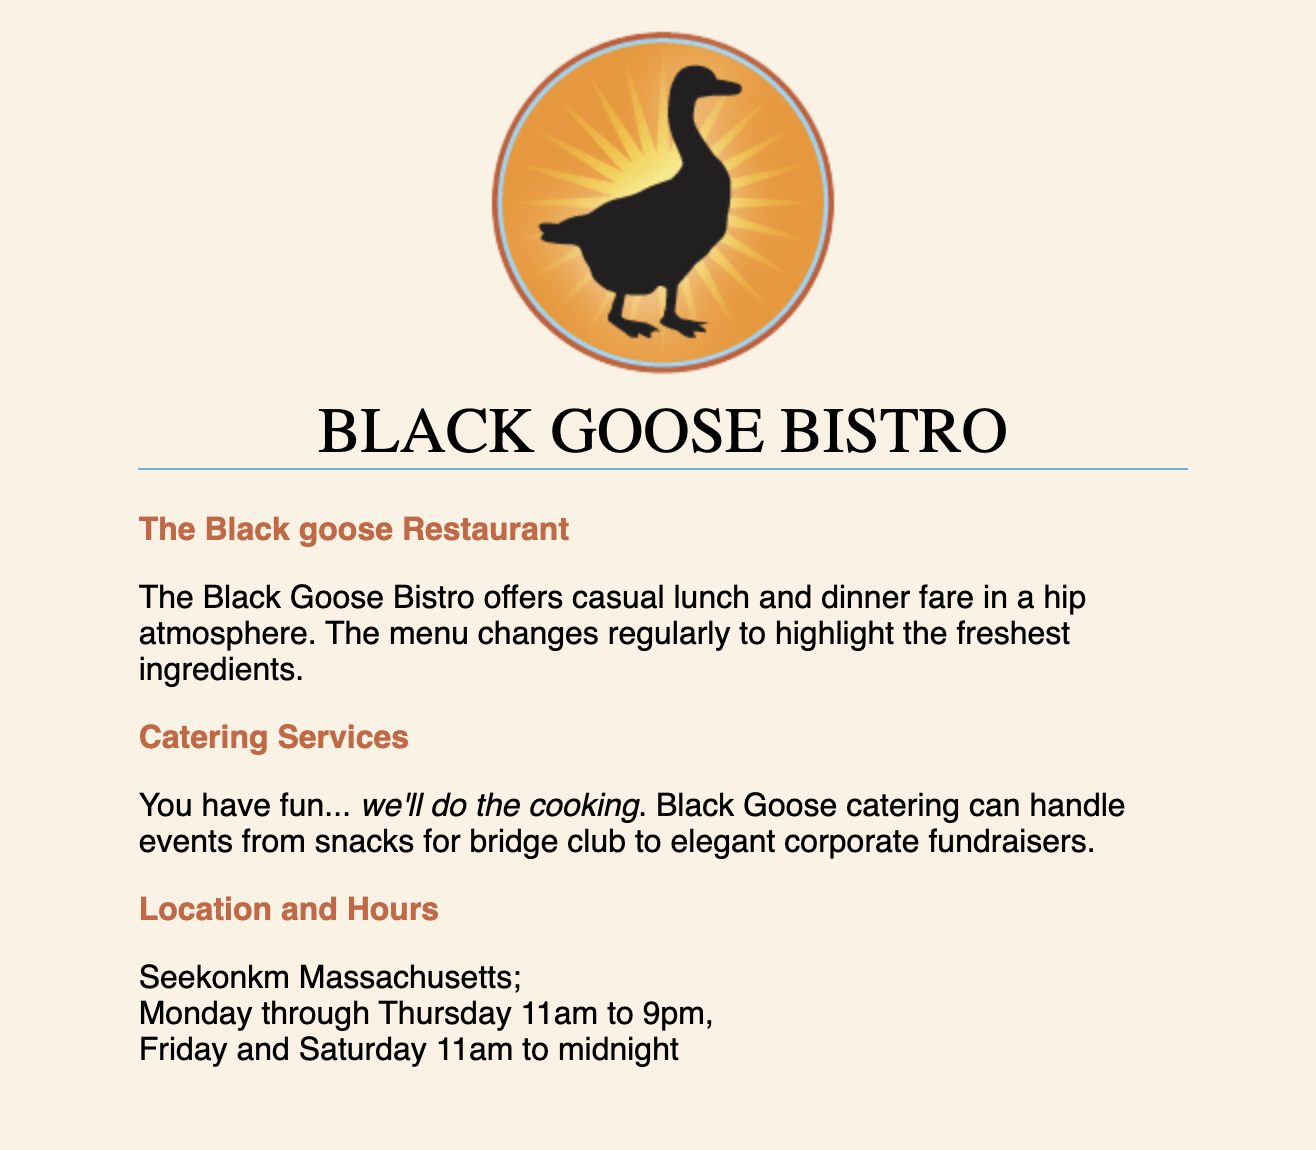 BLACK GOOSE BISTRO
The Black goose Restaurant
The Black Goose Bistro offers casual lunch and dinner fare in a hip
atmosphere. The menu changes regularly to highlight the freshest
ingredients.
Catering Services
You have fun... we'll do the cooking. Black Goose catering can handle
events from snacks for bridge club to elegant corporate fundraisers.
Location and Hours
Seekonkm Massachusetts;
Monday through Thursday 11am to 9pm,
Friday and Saturday 11am to midnight